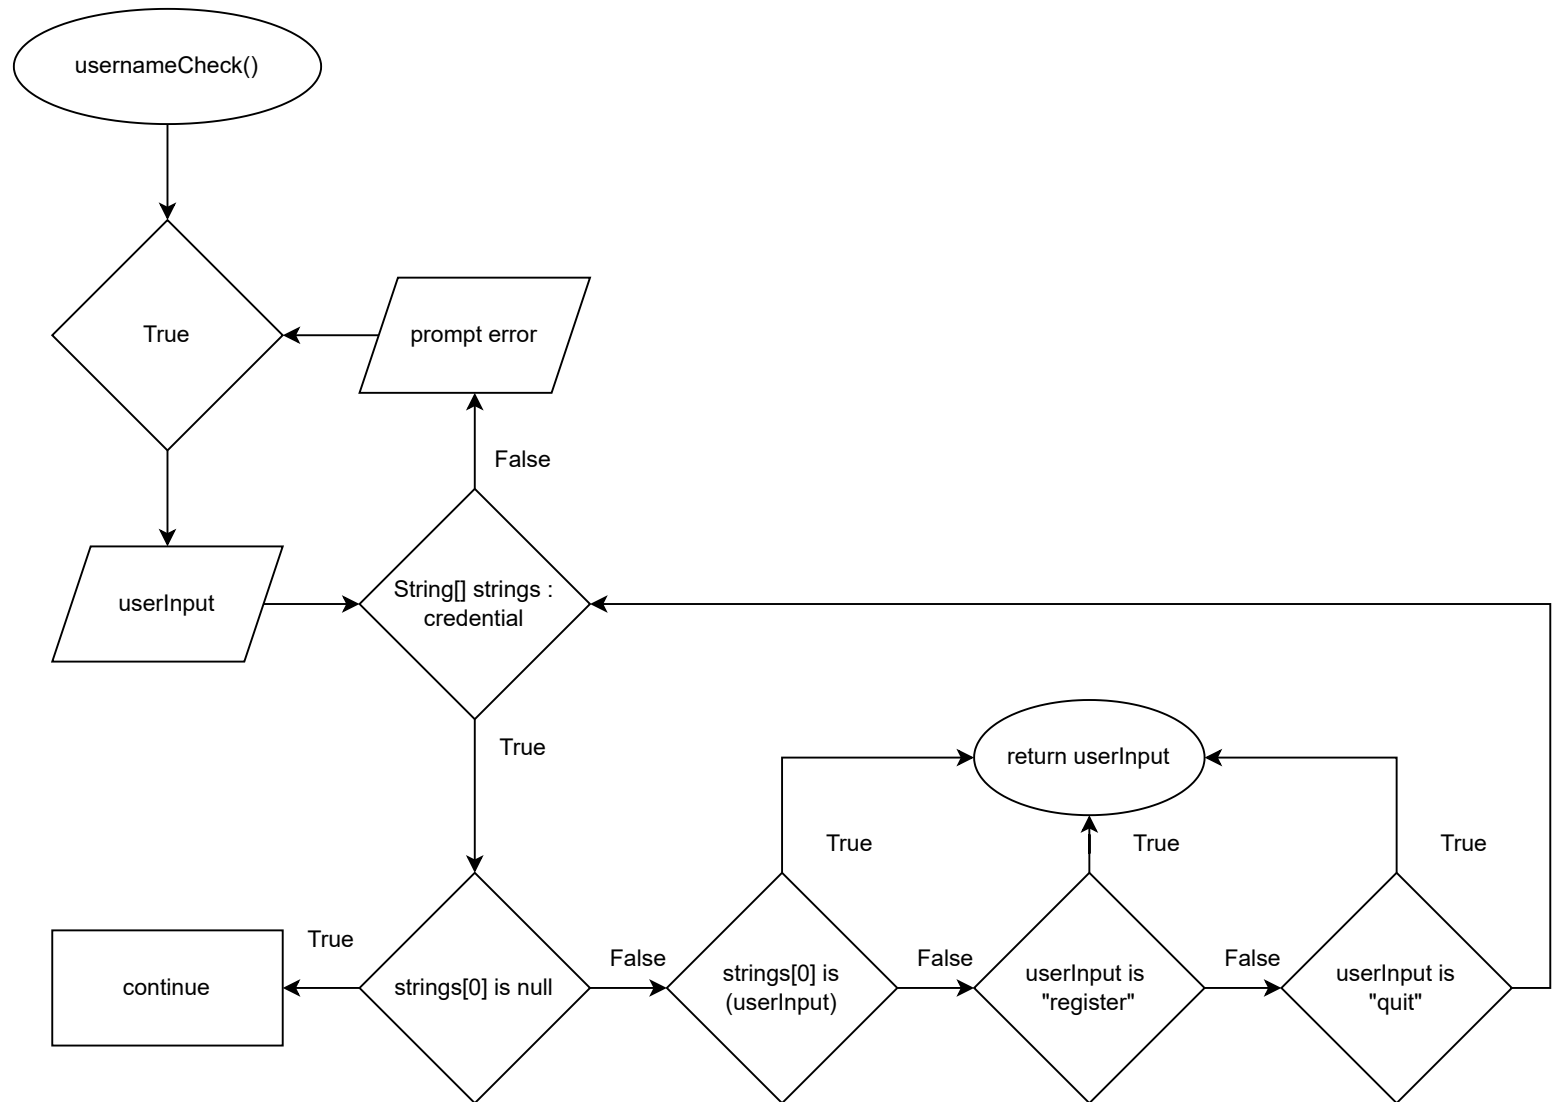 usernameCheck()
True
prompt error
False
userInput
String[] strings :
credential
True
return userInput
True
True
True
continue
True
strings[0] is null
False
strings[0] is
(userInput)
False
userInput is
"register"
False
userInput is
"quit"